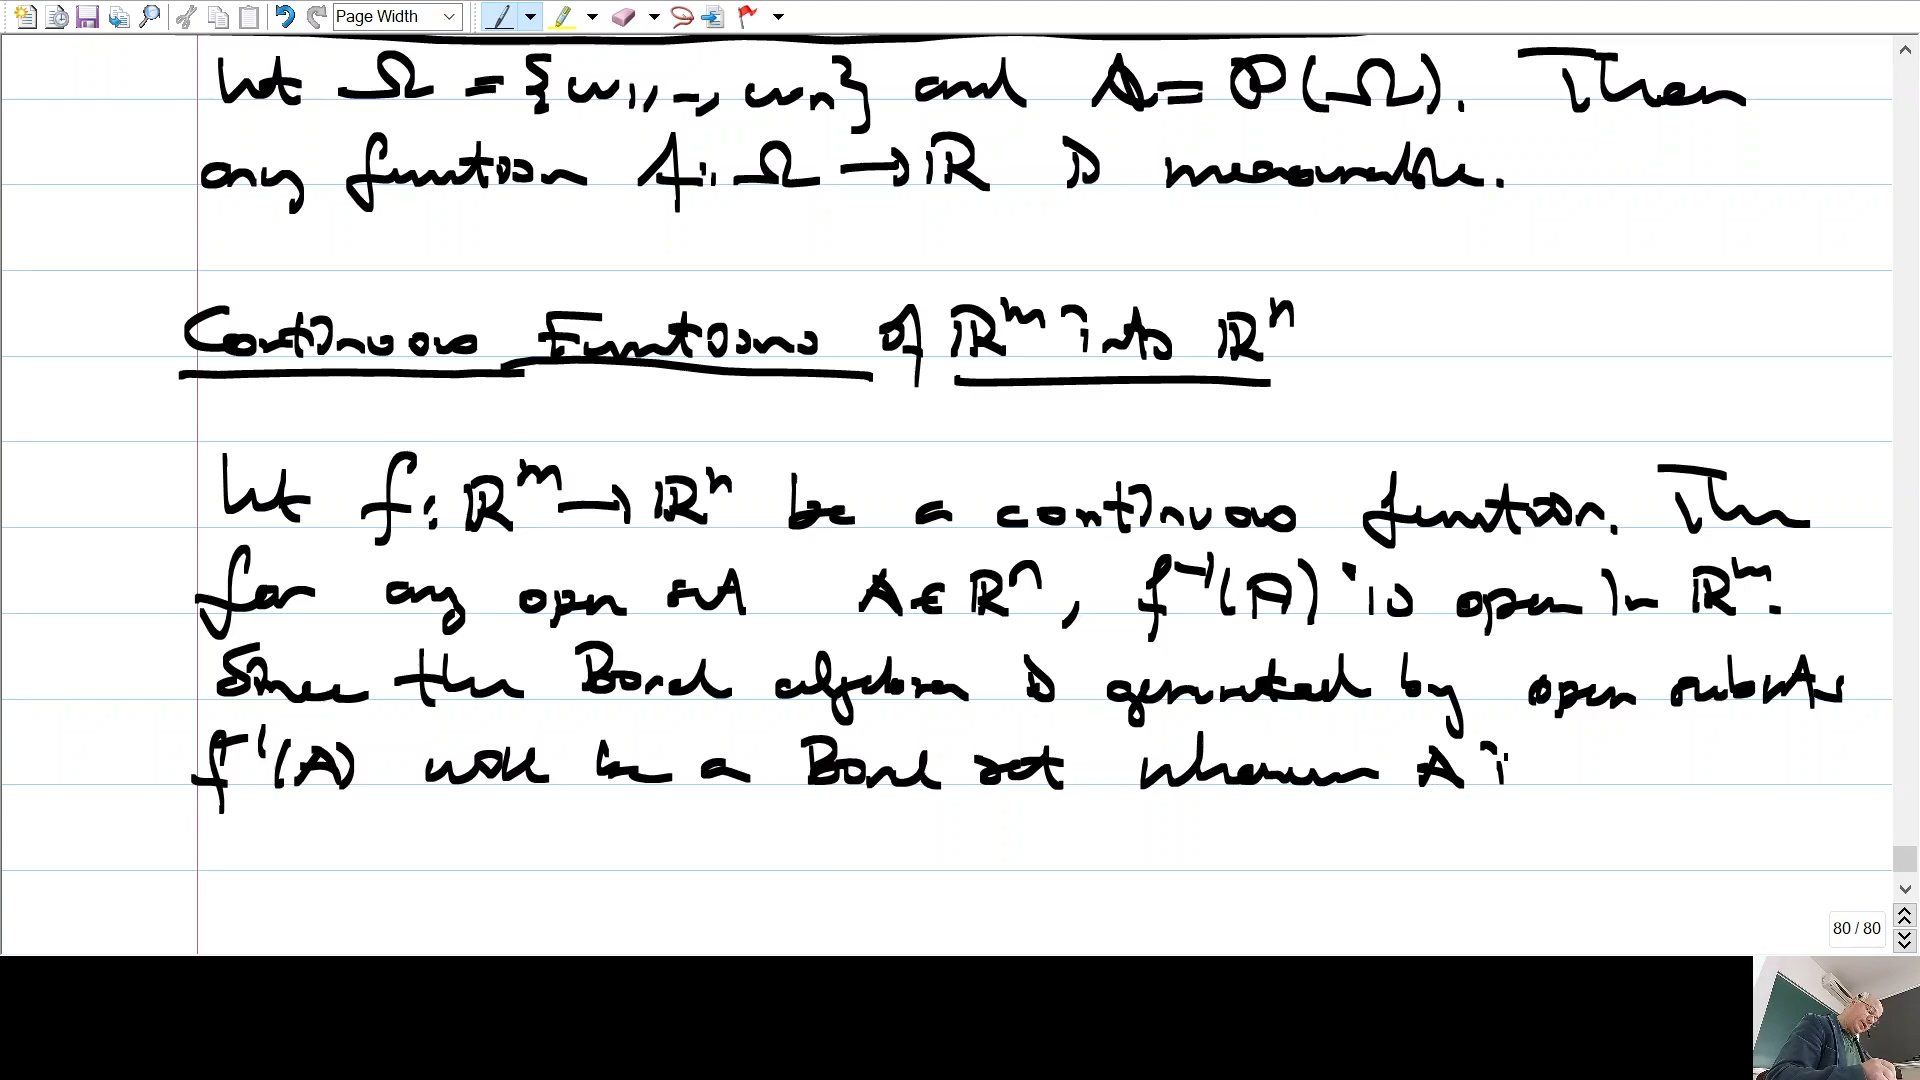 Page Width
Let Ω = {ω₁, –, ωₙ} and 𝒜 = 𝒫(Ω). Then
any function f: Ω → ℝ is measurable.
Continuous Functions of ℝᵐ into ℝⁿ
Let f: ℝᵐ → ℝⁿ be a continuous function. Then
for any open set A ∈ ℝⁿ, f⁻¹(A) is open in ℝᵐ.
Since the Borel algebra is generated by open subsets
f⁻¹(A) will be a Borel set whenever A i
80 / 80